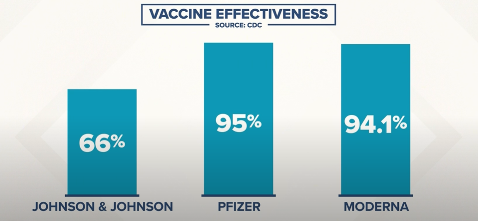 VACCINE EFFECTIVENESS
SOURCE: CDC
66%
95%
94.1%
JOHNSON & JOHNSON
PFIZER
MODERNA